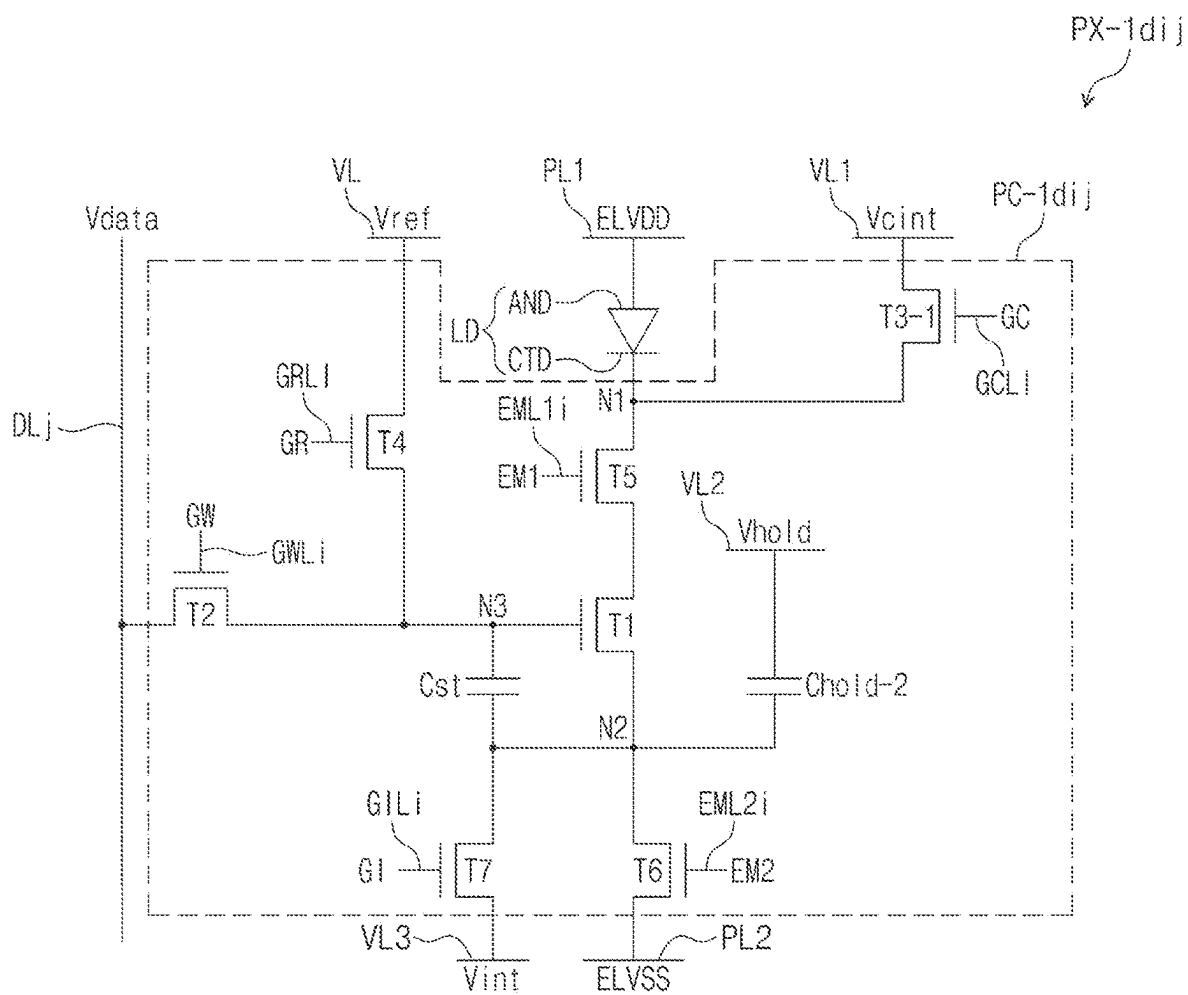 PX-1dij
VL
PL1
VL1
PC-1dij
Vdata
Vref
ELVDD
Vcint
AND
LD
CTD
T3-1
GC
GCLi
GRLi
N1
EML1i
DLj
GR
T4
EM1
T5
VL2
GW
Vhold
GWLi
T2
N3
T1
Cst
Chold-2
N2
GILi
EML2i
GI
T7
T6
EM2
VL3
PL2
Vint
ELVSS